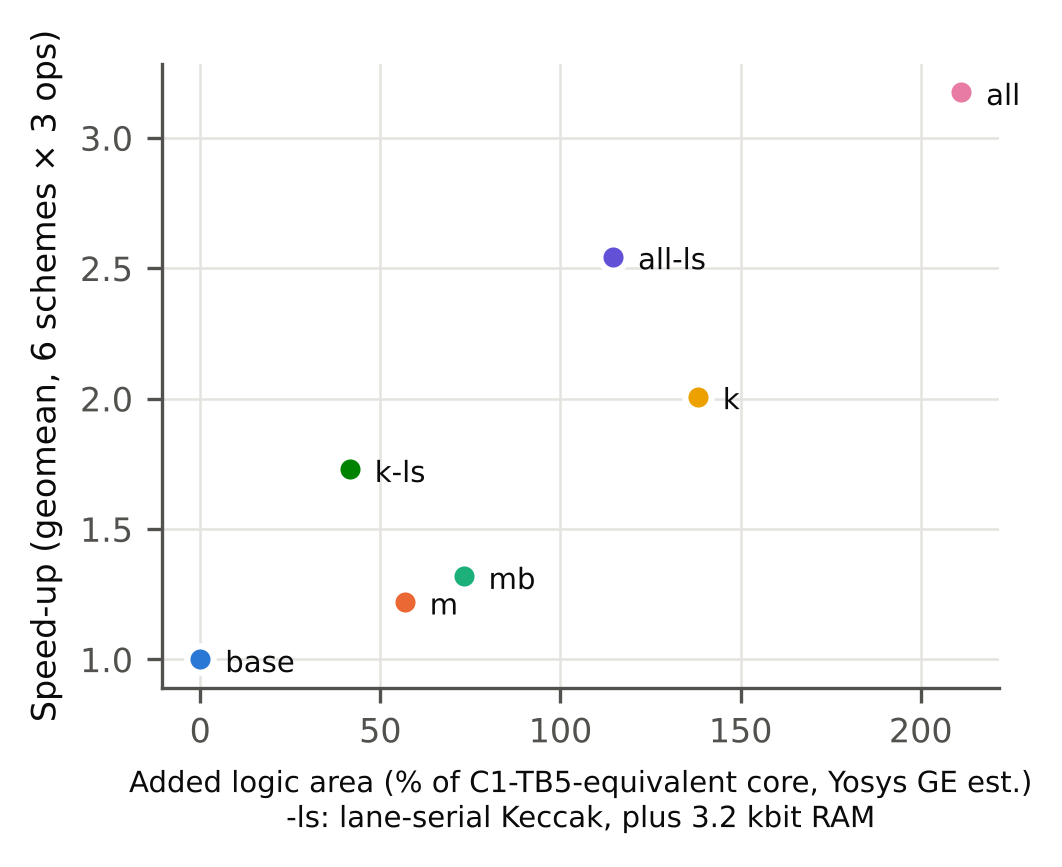 Speed-up (geomean, 6 schemes × 3 ops)
3.0
2.5
2.0
1.5
1.0
all
all-ls
k
k-ls
mb
m
base
0 50 100 150 200
Added logic area (% of C1-TB5-equivalent core, Yosys GE est.)
-ls: lane-serial Keccak, plus 3.2 kbit RAM